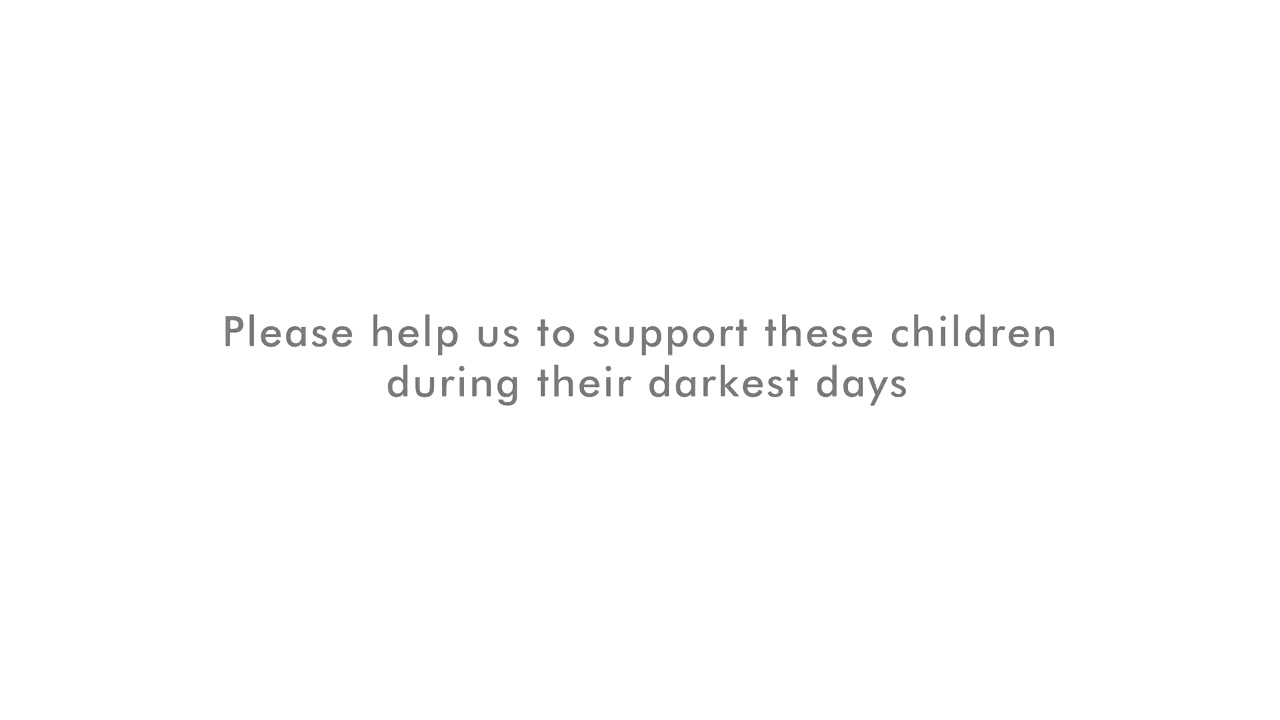 Please help us to support these children
during their darkest days